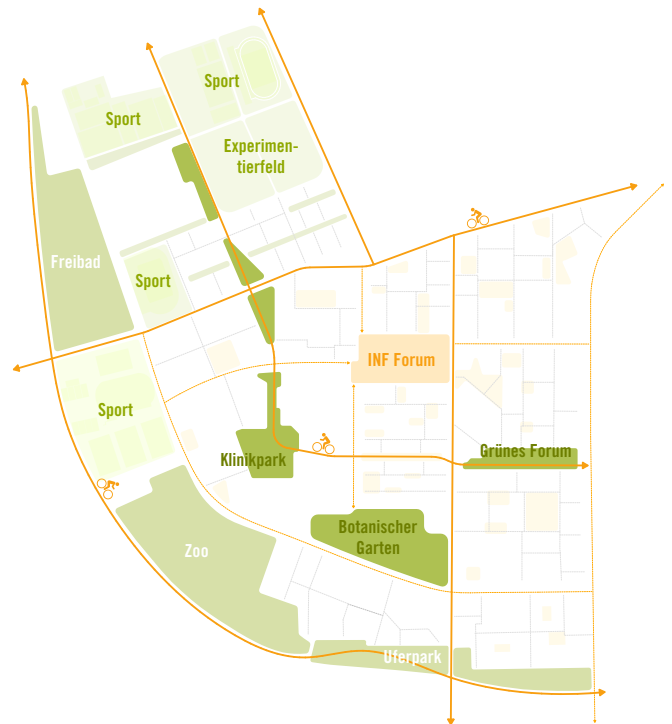 Sport
Sport
Experimen-
tierfeld
Freibad
Sport
INF Forum
Sport
Klinikpark
Grünes Forum
Botanischer
Garten
Zoo
Uferpark